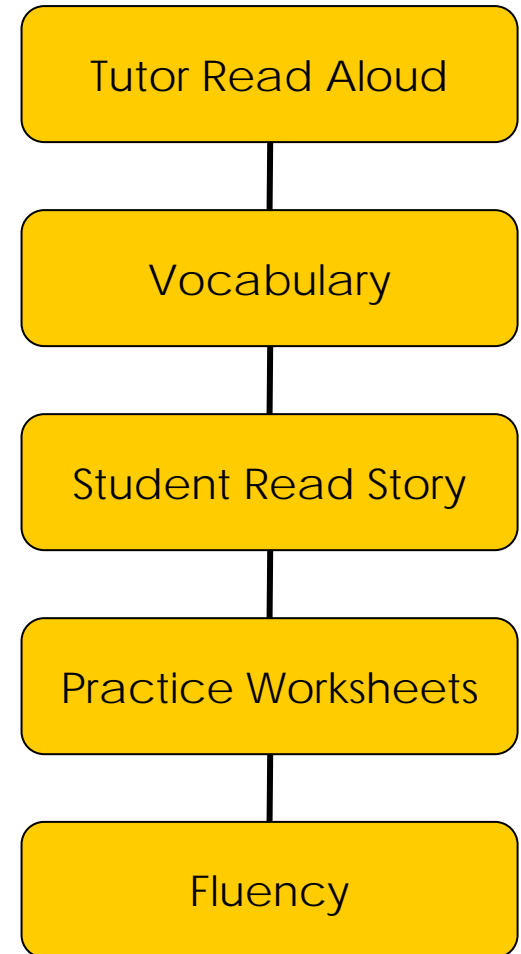 Tutor Read Aloud
Vocabulary
Student Read Story
Practice Worksheets
Fluency